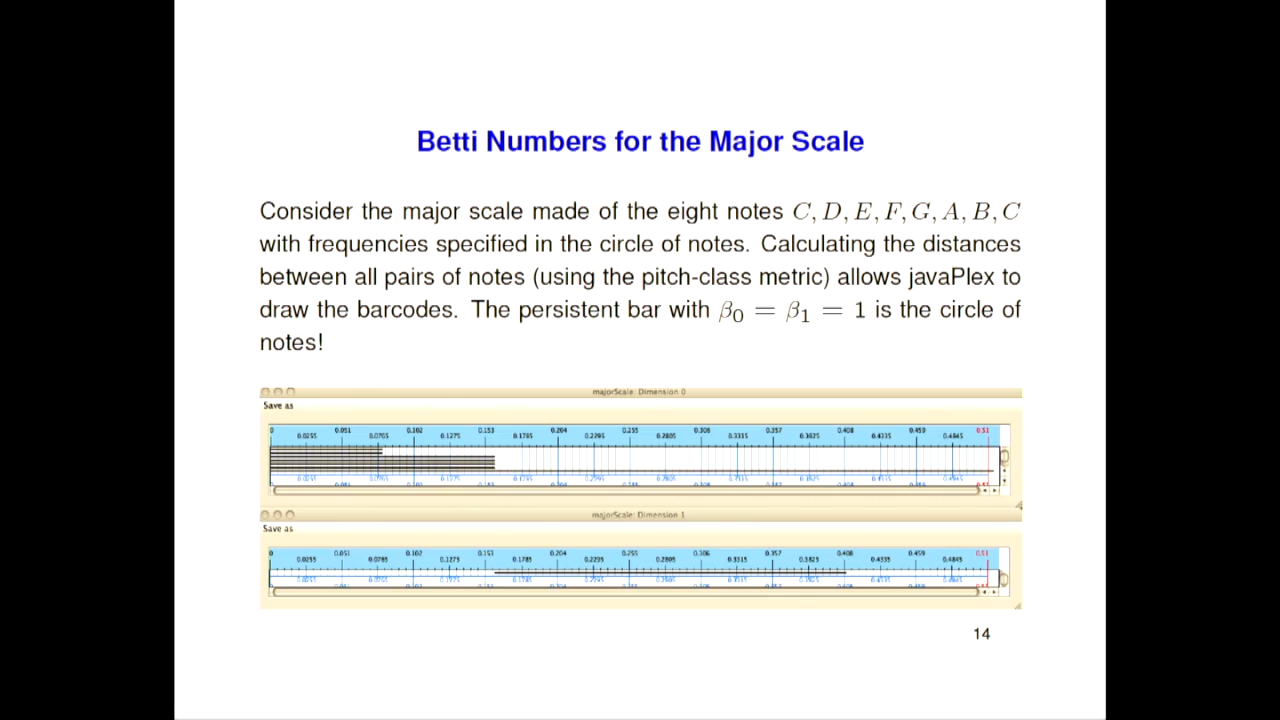 Betti Numbers for the Major Scale
Consider the major scale made of the eight notes C, D, E, F, G, A, B, C
with frequencies specified in the circle of notes. Calculating the distances
between all pairs of notes (using the pitch-class metric) allows javaPlex to
draw the barcodes. The persistent bar with β₀ = β₁ = 1 is the circle of
notes!
majorScale: Dimension 0
Save as
0 0.051 0.102 0.153 0.204 0.255 0.306 0.357 0.408 0.459 0.51
0.0255 0.0765 0.1275 0.1785 0.2295 0.2805 0.3315 0.3825 0.4335 0.4845
majorScale: Dimension 1
Save as
0 0.051 0.102 0.153 0.204 0.255 0.306 0.357 0.408 0.459 0.51
0.0255 0.0765 0.1275 0.1785 0.2295 0.2805 0.3315 0.3825 0.4335 0.4845
14